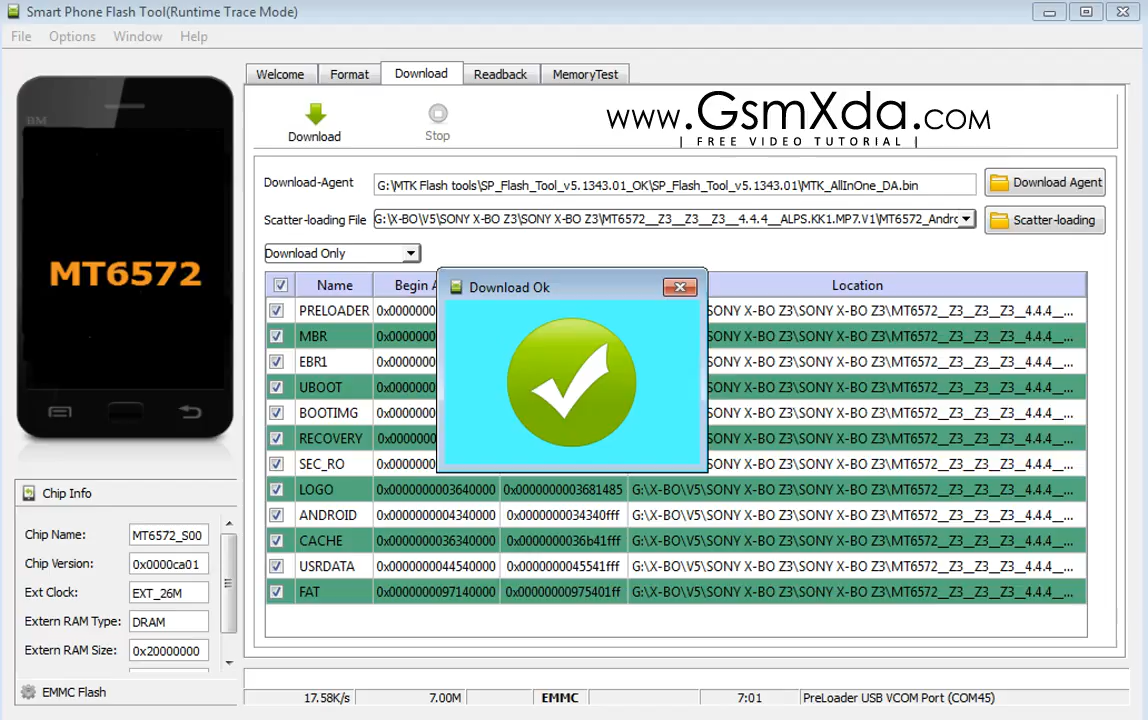 Smart Phone Flash Tool(Runtime Trace Mode)
File Options Window Help
Welcome Format Download Readback MemoryTest
BM
MT6572
Download Stop
www.GsmXda.com
| FREE VIDEO TUTORIAL |
Download-Agent G:\MTK Flash tools\SP_Flash_Tool_v5.1343.01_OK\SP_Flash_Tool_v5.1343.01\MTK_AllInOne_DA.bin Download Agent
Scatter-loading File G:\X-BO\V5\SONY X-BO Z3\SONY X-BO Z3\MT6572__Z3__Z3__Z3__4.4.4__ALPS.KK1.MP7.V1\MT6572_Andrc Scatter-loading
Download Only
Name Begin A Location
Download Ok
PRELOADER 0x0000000 SONY X-BO Z3\SONY X-BO Z3\MT6572__Z3__Z3__Z3__4.4.4__...
MBR 0x0000000 SONY X-BO Z3\SONY X-BO Z3\MT6572__Z3__Z3__Z3__4.4.4__...
EBR1 0x0000000 SONY X-BO Z3\SONY X-BO Z3\MT6572__Z3__Z3__Z3__4.4.4__...
UBOOT 0x0000000 SONY X-BO Z3\SONY X-BO Z3\MT6572__Z3__Z3__Z3__4.4.4__...
BOOTIMG 0x0000000 SONY X-BO Z3\SONY X-BO Z3\MT6572__Z3__Z3__Z3__4.4.4__...
RECOVERY 0x0000000 SONY X-BO Z3\SONY X-BO Z3\MT6572__Z3__Z3__Z3__4.4.4__...
SEC_RO 0x0000000 SONY X-BO Z3\SONY X-BO Z3\MT6572__Z3__Z3__Z3__4.4.4__...
LOGO 0x0000000003640000 0x0000000003681485 G:\X-BO\V5\SONY X-BO Z3\SONY X-BO Z3\MT6572__Z3__Z3__Z3__4.4.4__...
ANDROID 0x0000000004340000 0x0000000034340fff G:\X-BO\V5\SONY X-BO Z3\SONY X-BO Z3\MT6572__Z3__Z3__Z3__4.4.4__...
CACHE 0x0000000036340000 0x0000000036b41fff G:\X-BO\V5\SONY X-BO Z3\SONY X-BO Z3\MT6572__Z3__Z3__Z3__4.4.4__...
USRDATA 0x0000000044540000 0x0000000045541fff G:\X-BO\V5\SONY X-BO Z3\SONY X-BO Z3\MT6572__Z3__Z3__Z3__4.4.4__...
FAT 0x0000000097140000 0x00000000975401ff G:\X-BO\V5\SONY X-BO Z3\SONY X-BO Z3\MT6572__Z3__Z3__Z3__4.4.4__...
Chip Info
Chip Name: MT6572_S00
Chip Version: 0x0000ca01
Ext Clock: EXT_26M
Extern RAM Type: DRAM
Extern RAM Size: 0x20000000
EMMC Flash
17.58K/s 7.00M EMMC 7:01 PreLoader USB VCOM Port (COM45)